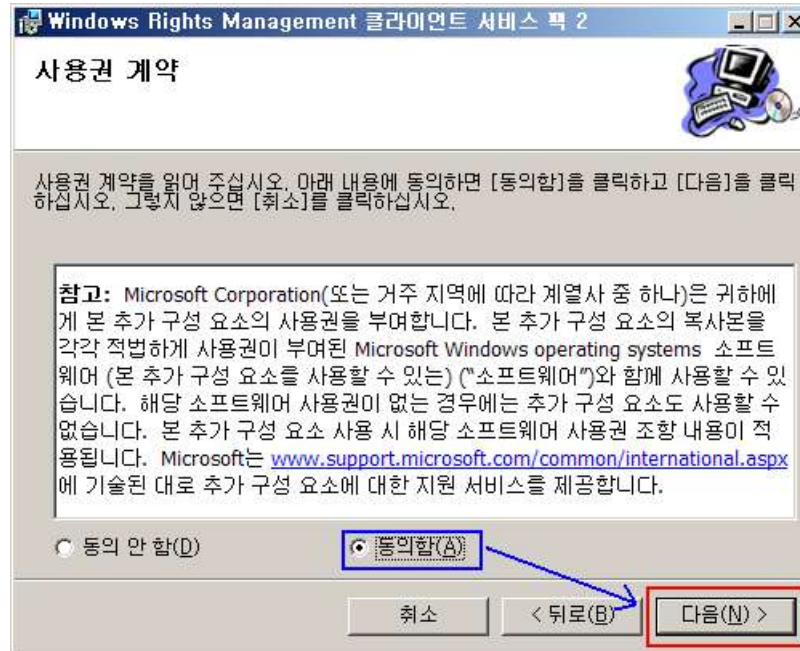 Windows Rights Management 클라이언트 서비스 팩 2
사용권 계약
사용권 계약을 읽어 주십시오. 아래 내용에 동의하면 [동의함]을 클릭하고 [다음]을 클릭
하십시오. 그렇지 않으면 [취소]를 클릭하십시오.
참고: Microsoft Corporation(또는 거주 지역에 따라 계열사 중 하나)은 귀하에
게 본 추가 구성 요소의 사용권을 부여합니다. 본 추가 구성 요소의 복사본을
각각 적법하게 사용권이 부여된 Microsoft Windows operating systems 소프트
웨어 (본 추가 구성 요소를 사용할 수 있는) (“소프트웨어”)와 함께 사용할 수 있
습니다. 해당 소프트웨어 사용권이 없는 경우에는 추가 구성 요소도 사용할 수
없습니다. 본 추가 구성 요소 사용 시 해당 소프트웨어 사용권 조항 내용이 적
용됩니다. Microsoft는 www.support.microsoft.com/common/international.aspx
에 기술된 대로 추가 구성 요소에 대한 지원 서비스를 제공합니다.
동의 안 함(D) 동의함(A)
취소 < 뒤로(B) 다음(N) >